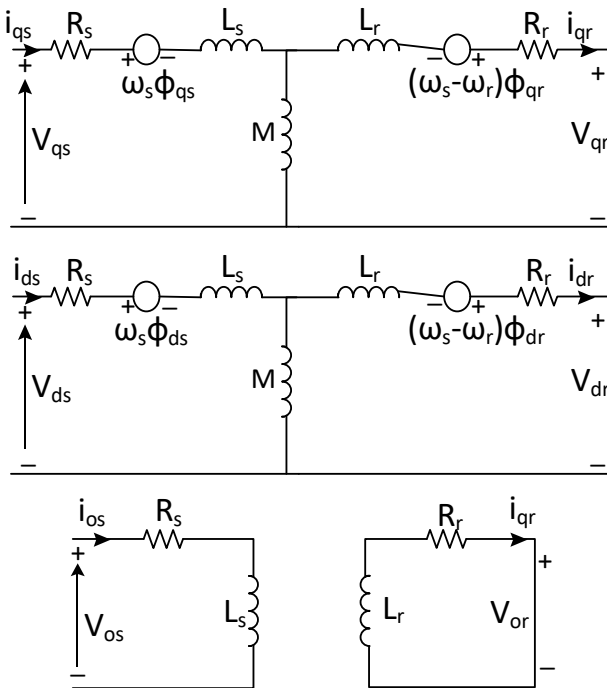 i_qs R_s L_s L_r R_r i_qr
+ + − − + +
ω_sϕ_qs (ω_s-ω_r)ϕ_qr
V_qs M V_qr
− −
i_ds R_s L_s L_r R_r i_dr
+ + − − + +
ω_sϕ_ds (ω_s-ω_r)ϕ_dr
V_ds M V_dr
− −
i_os R_s R_r i_qr
+ +
V_os L_s L_r V_or
− −